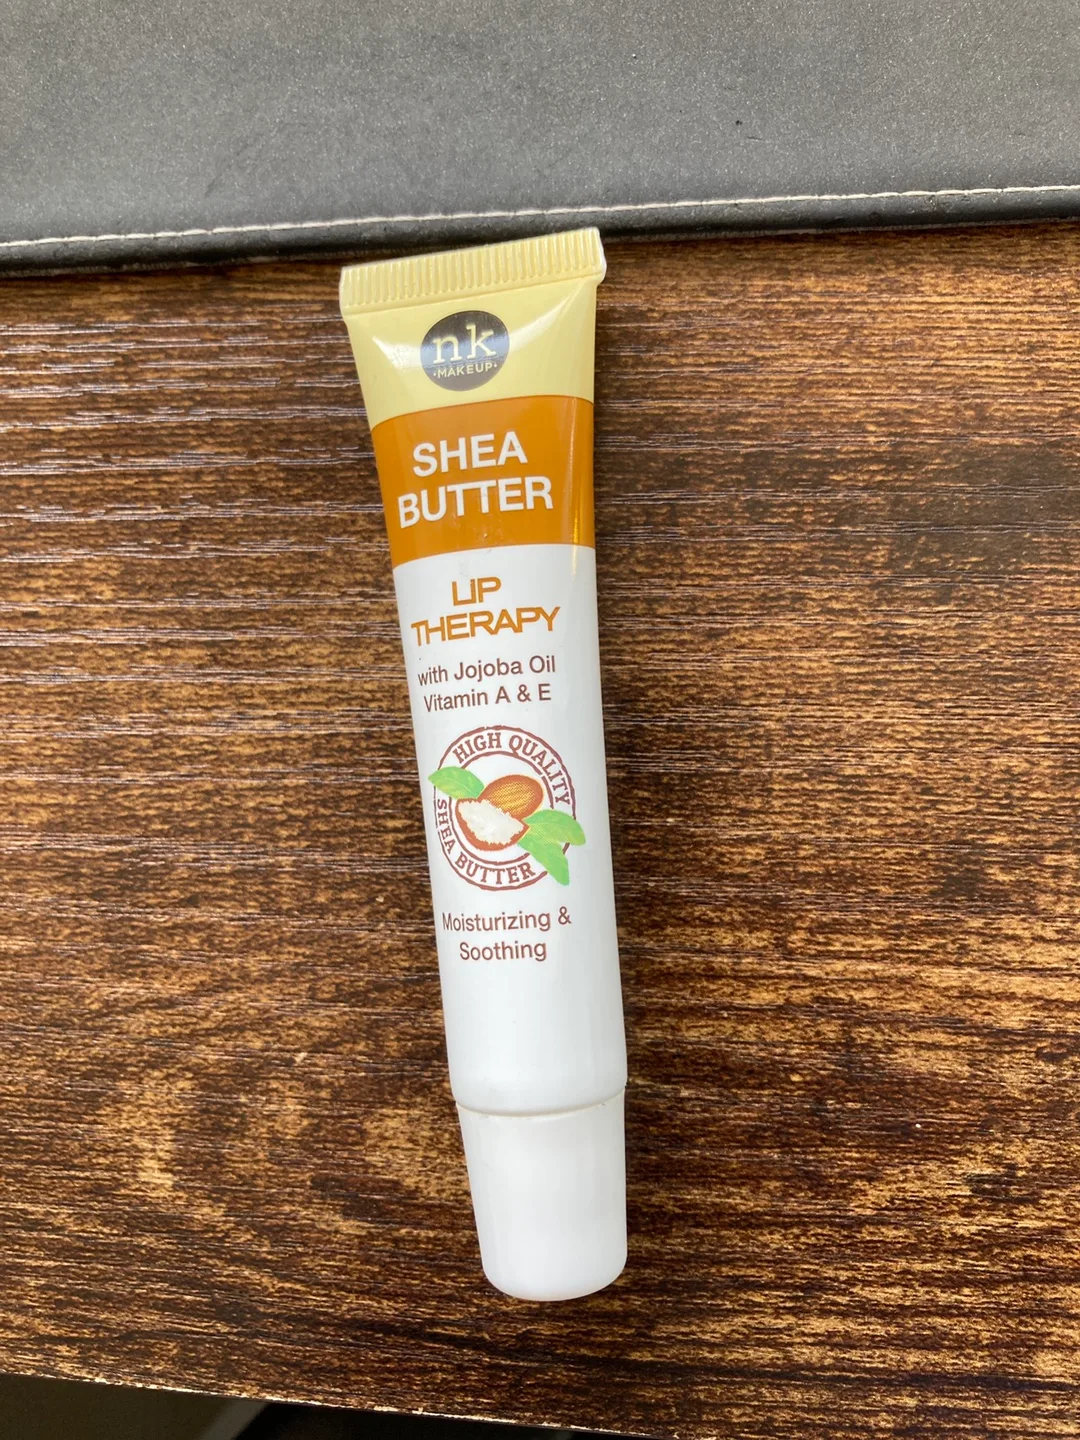 nk
·MAKEUP·
SHEA
BUTTER
LIP
THERAPY
with Jojoba Oil
Vitamin A & E
HIGH QUALITY
SHEA BUTTER
Moisturizing &
Soothing